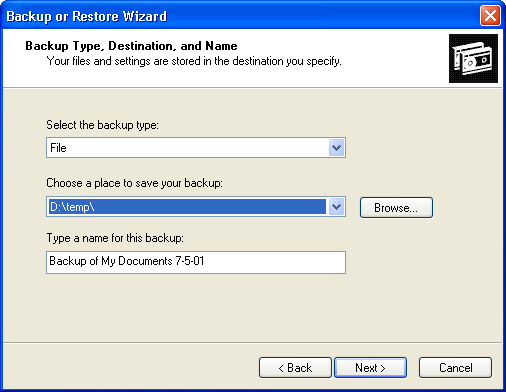 Backup or Restore Wizard
Backup Type, Destination, and Name
Your files and settings are stored in the destination you specify.
Select the backup type:
File
Choose a place to save your backup:
D:\temp\
Browse...
Type a name for this backup:
Backup of My Documents 7-5-01
< Back
Next >
Cancel